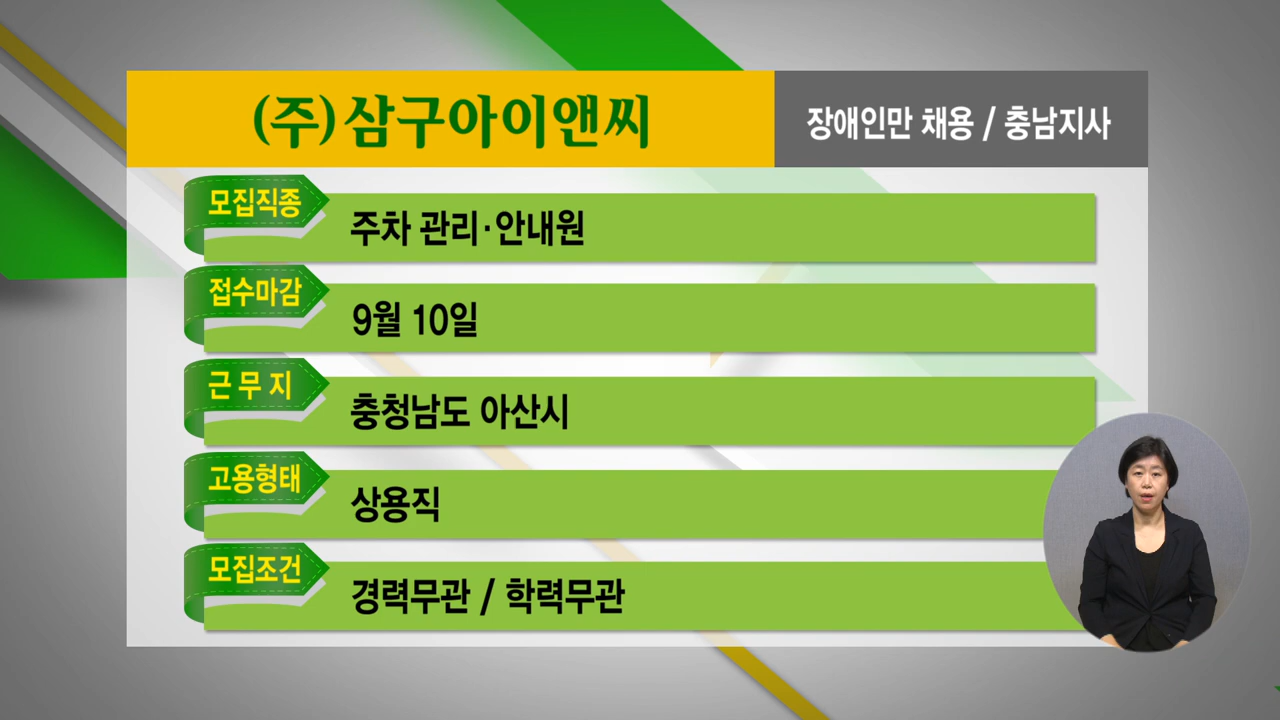 (주)삼구아이앤씨
장애인만 채용 / 충남지사
모집직종
주차 관리·안내원
접수마감
9월 10일
근 무 지
충청남도 아산시
고용형태
상용직
모집조건
경력무관 / 학력무관